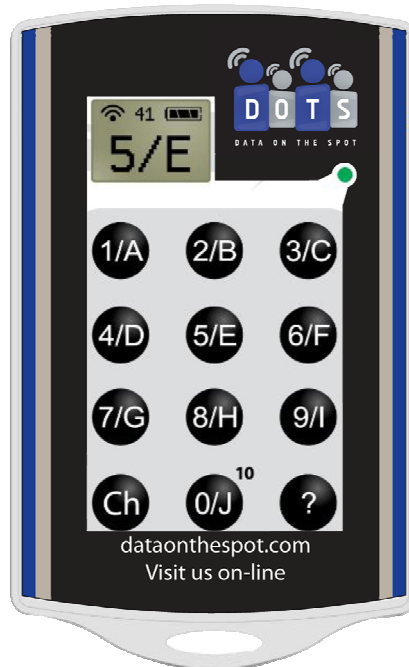 41
5/E
DOTS
DATA ON THE SPOT
1/A 2/B 3/C
4/D 5/E 6/F
7/G 8/H 9/I
10
Ch 0/J ?
dataonthespot.com
Visit us on-line